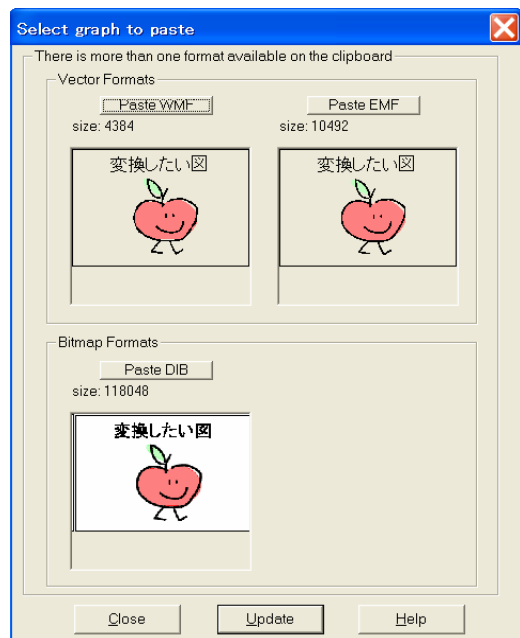 Select graph to paste
There is more than one format available on the clipboard
Vector Formats
Paste WMF
Paste EMF
size: 4384
size: 10492
変換したい図
変換したい図
Bitmap Formats
Paste DIB
size: 118048
変換したい図
Close
Update
Help